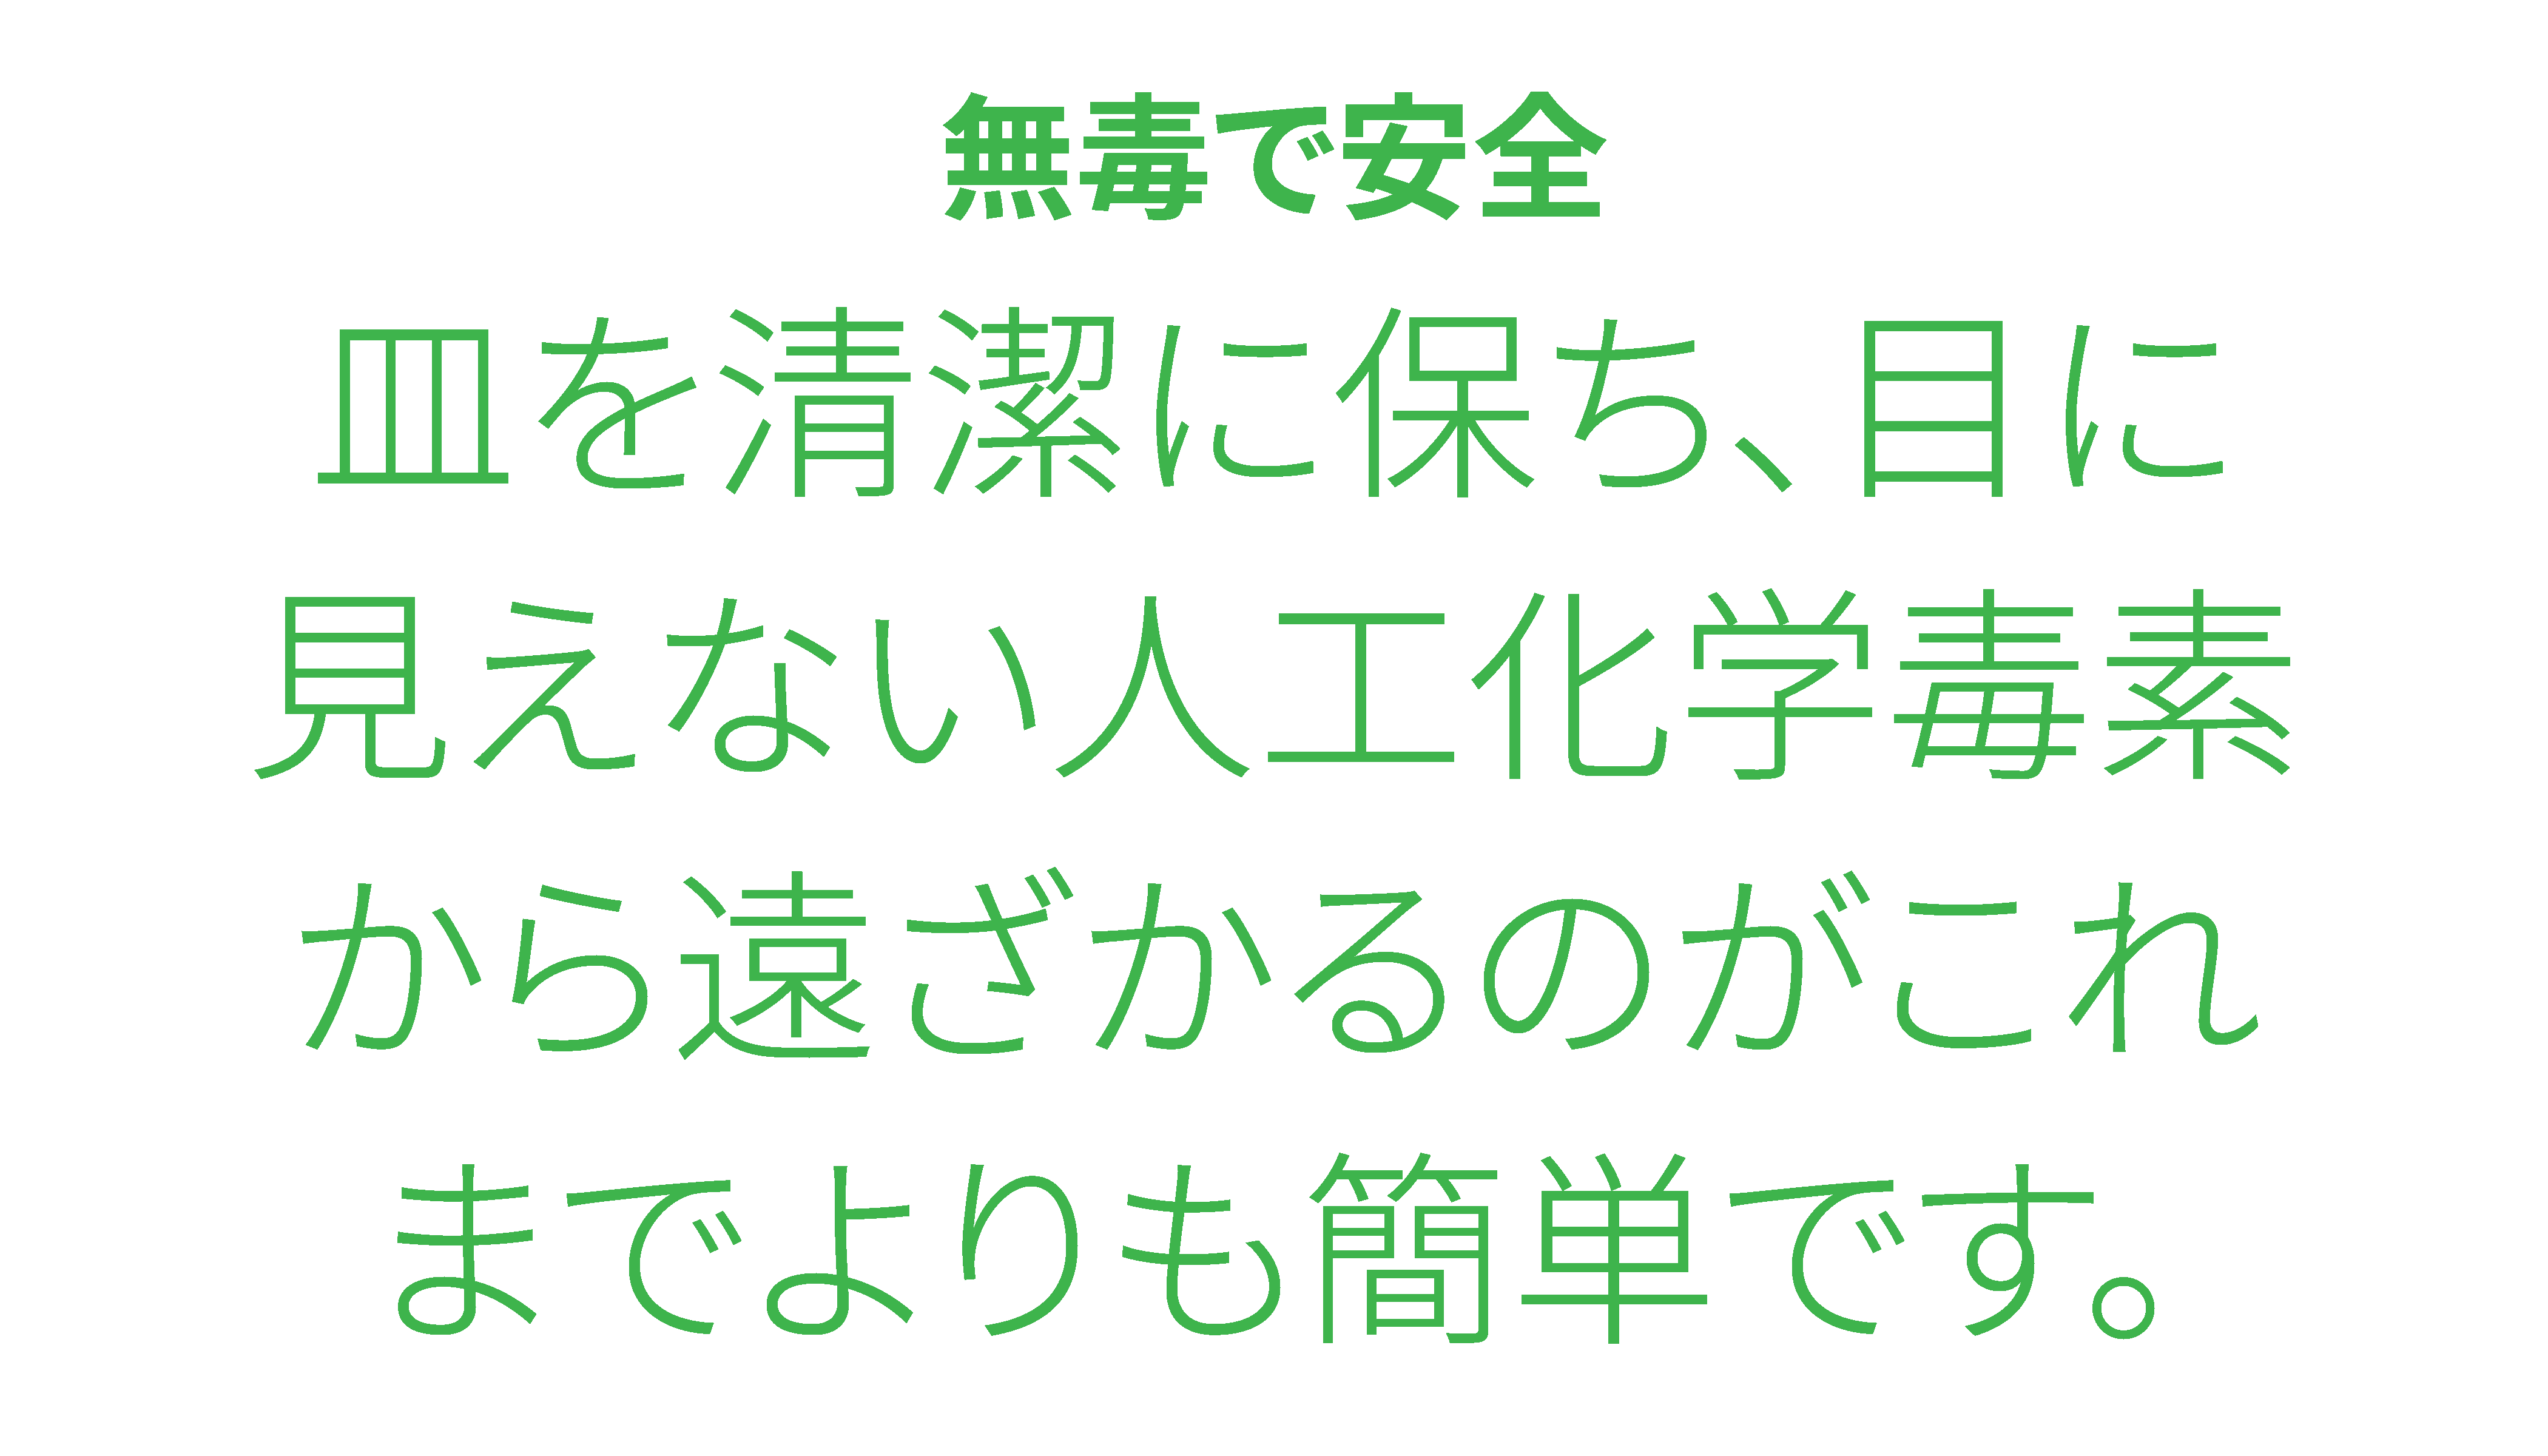 無毒で安全
皿を清潔に保ち、目に
見えない人工化学毒素
から遠ざかるのがこれ
までよりも簡単です。